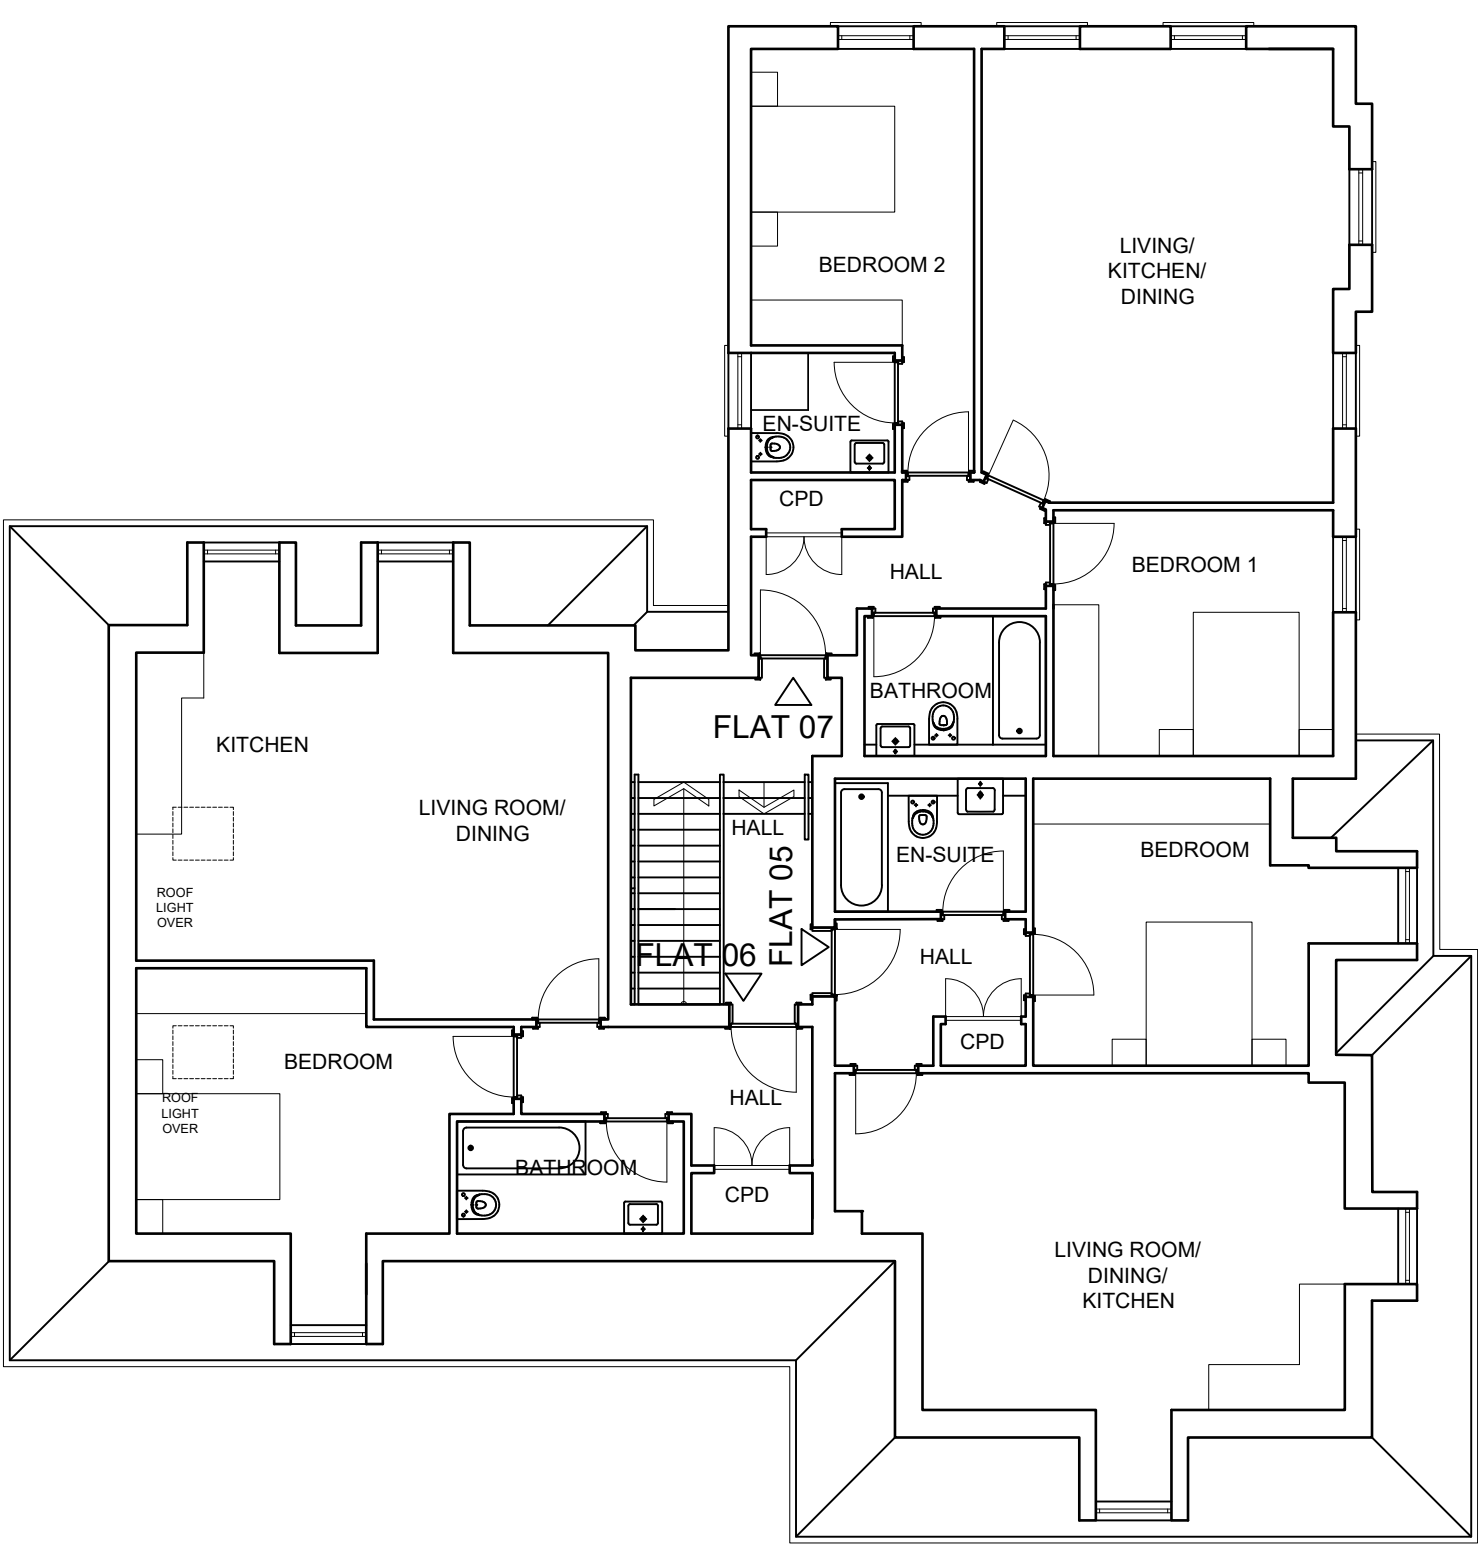 BEDROOM 2
LIVING/
KITCHEN/
DINING
EN-SUITE
CPD
HALL
BEDROOM 1
BATHROOM
FLAT 07
KITCHEN
LIVING ROOM/
DINING
ROOF
LIGHT
OVER
HALL
FLAT 05
FLAT 06
EN-SUITE
BEDROOM
HALL
CPD
BEDROOM
ROOF
LIGHT
OVER
HALL
BATHROOM
CPD
LIVING ROOM/
DINING/
KITCHEN